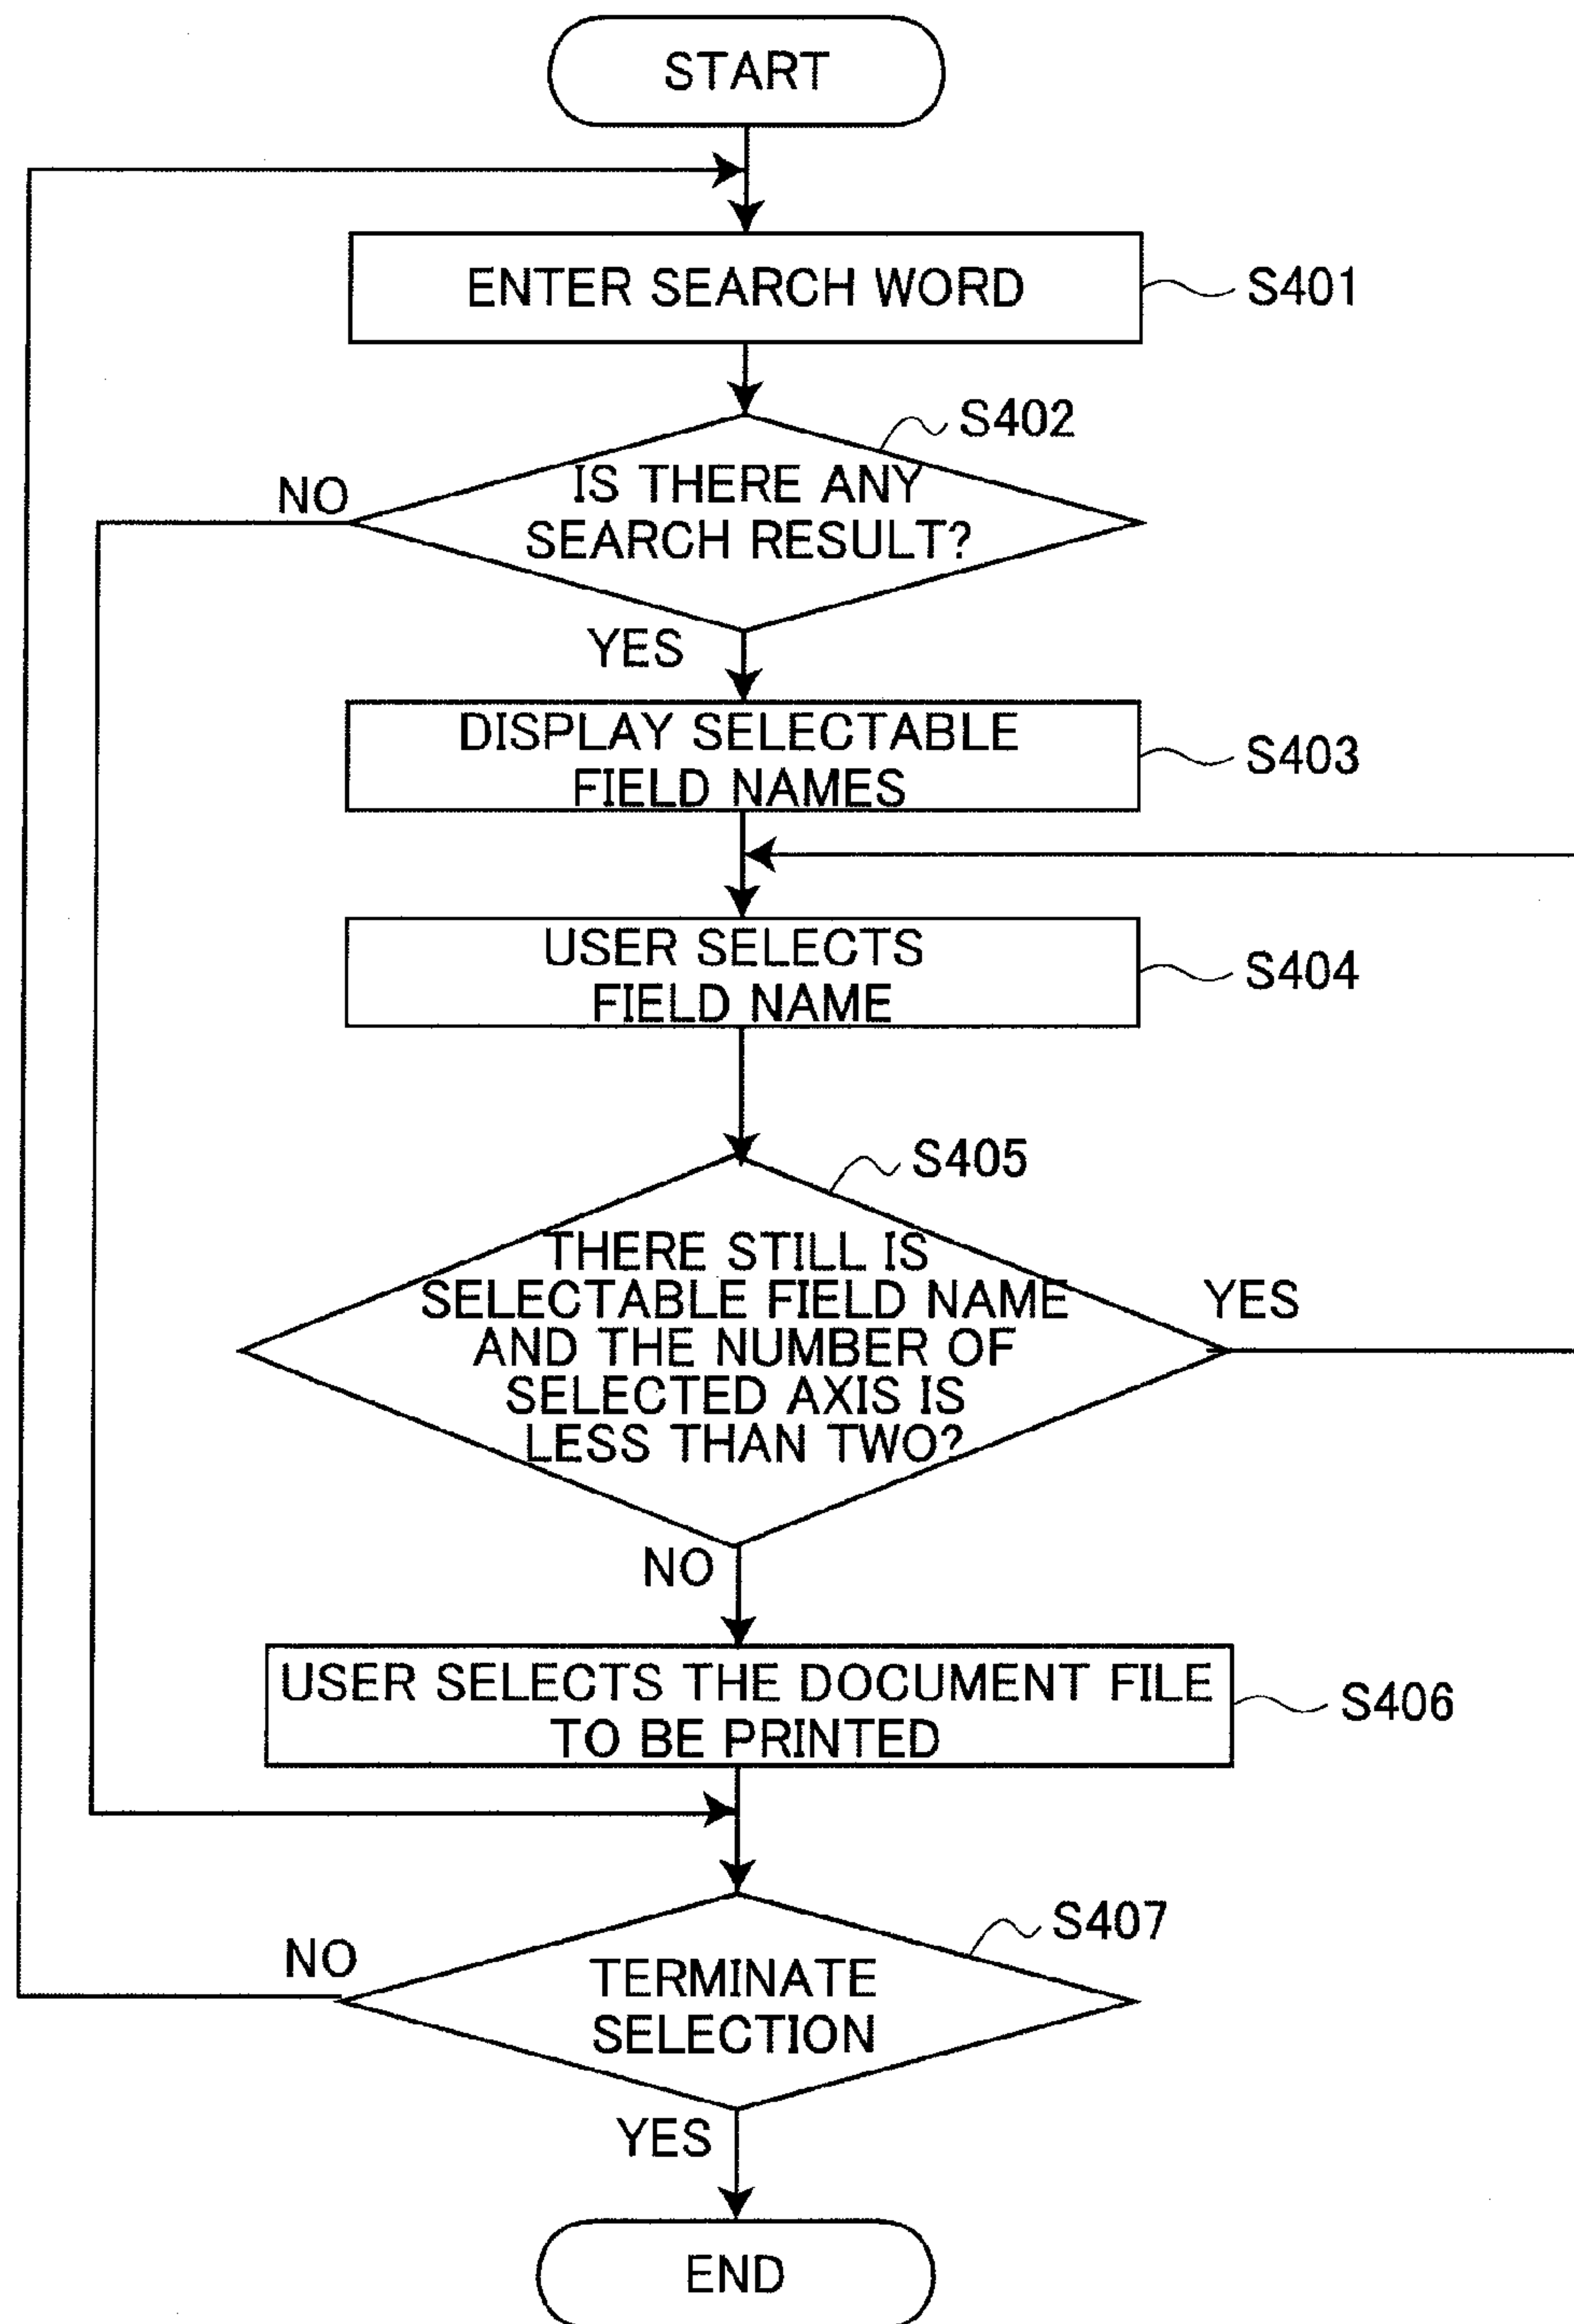 START
ENTER SEARCH WORD
S401
S402
IS THERE ANY
SEARCH RESULT?
NO
YES
DISPLAY SELECTABLE
FIELD NAMES
S403
USER SELECTS
FIELD NAME
S404
S405
THERE STILL IS
SELECTABLE FIELD NAME
AND THE NUMBER OF
SELECTED AXIS IS
LESS THAN TWO?
YES
NO
USER SELECTS THE DOCUMENT FILE
TO BE PRINTED
S406
S407
NO
TERMINATE
SELECTION
YES
END